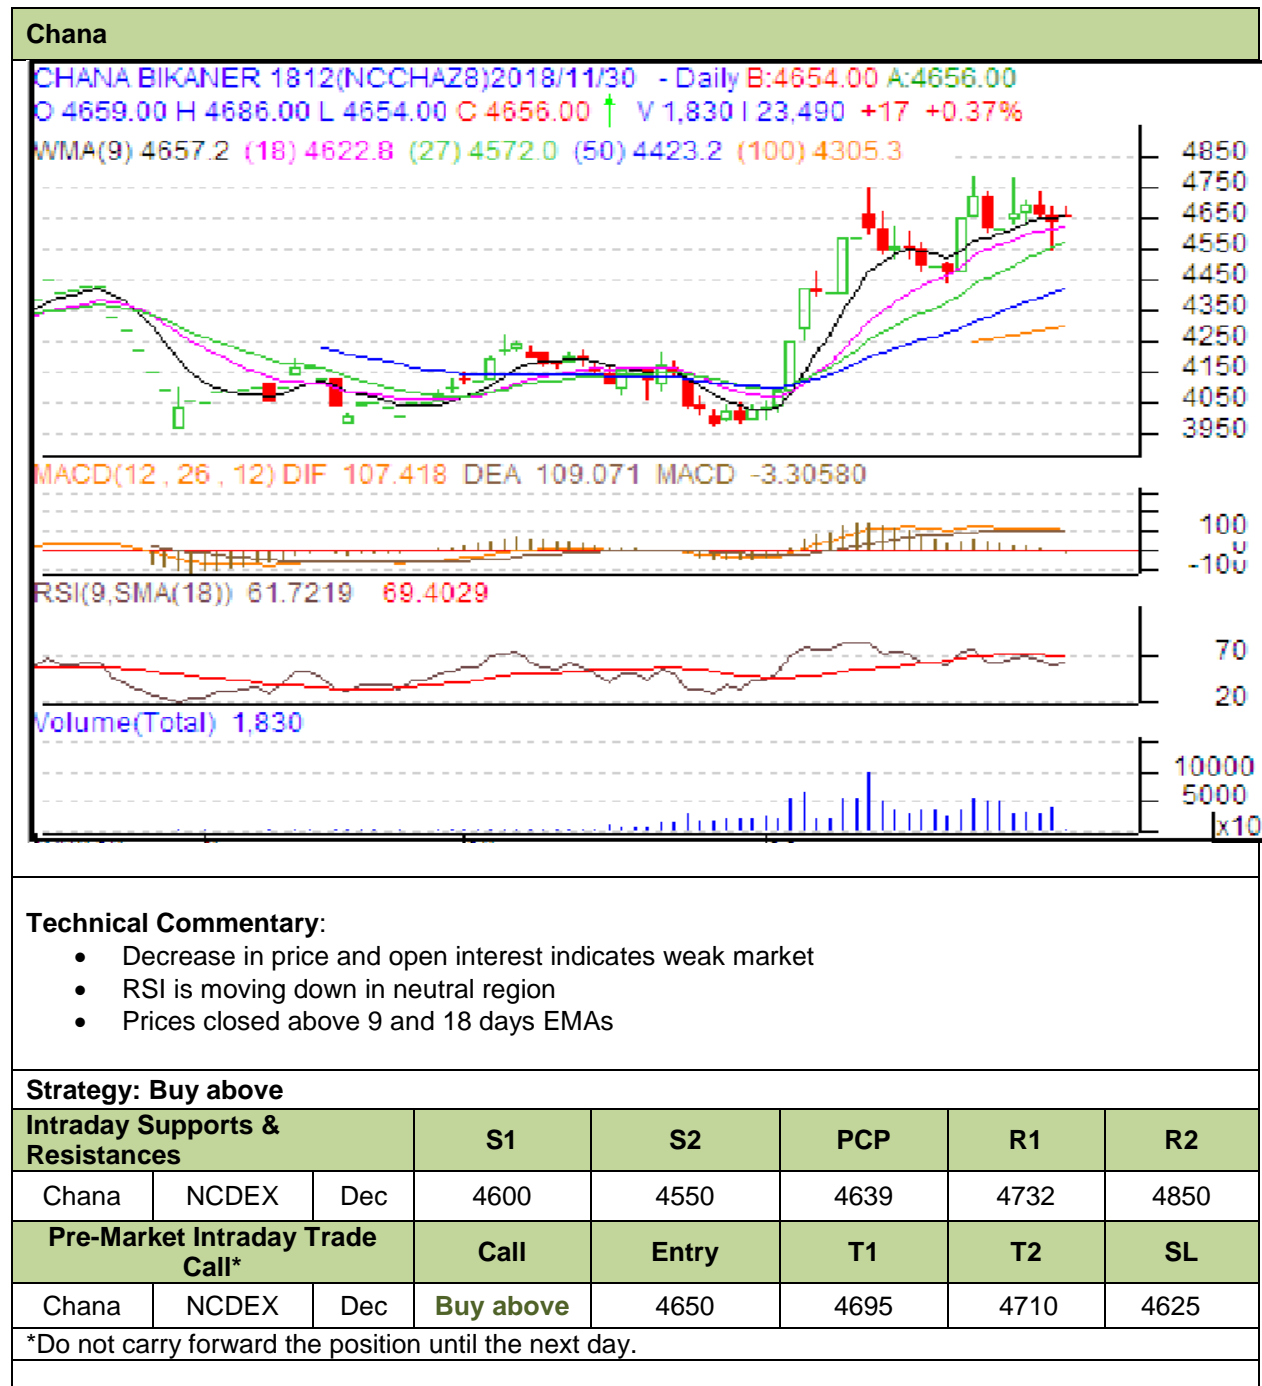 Chana
CHANA BIKANER 1812(NCCHAZ8)2018/11/30 - Daily B:4654.00 A:4656.00
O 4659.00 H 4686.00 L 4654.00 C 4656.00 V 1,830 I 23,490 +17 +0.37%
WMA(9) 4657.2 (18) 4622.8 (27) 4572.0 (50) 4423.2 (100) 4305.3
4850
4750
4650
4550
4450
4350
4250
4150
4050
3950
MACD(12 , 26 , 12) DIF 107.418 DEA 109.071 MACD -3.30580
100
0
-100
RSI(9,SMA(18)) 61.7219 69.4029
70
20
Volume(Total) 1,830
10000
5000
x10
Technical Commentary:
• Decrease in price and open interest indicates weak market
• RSI is moving down in neutral region
• Prices closed above 9 and 18 days EMAs
Strategy: Buy above
Intraday Supports & Resistances S1 S2 PCP R1 R2
Chana NCDEX Dec 4600 4550 4639 4732 4850
Pre-Market Intraday Trade Call* Call Entry T1 T2 SL
Chana NCDEX Dec Buy above 4650 4695 4710 4625
*Do not carry forward the position until the next day.